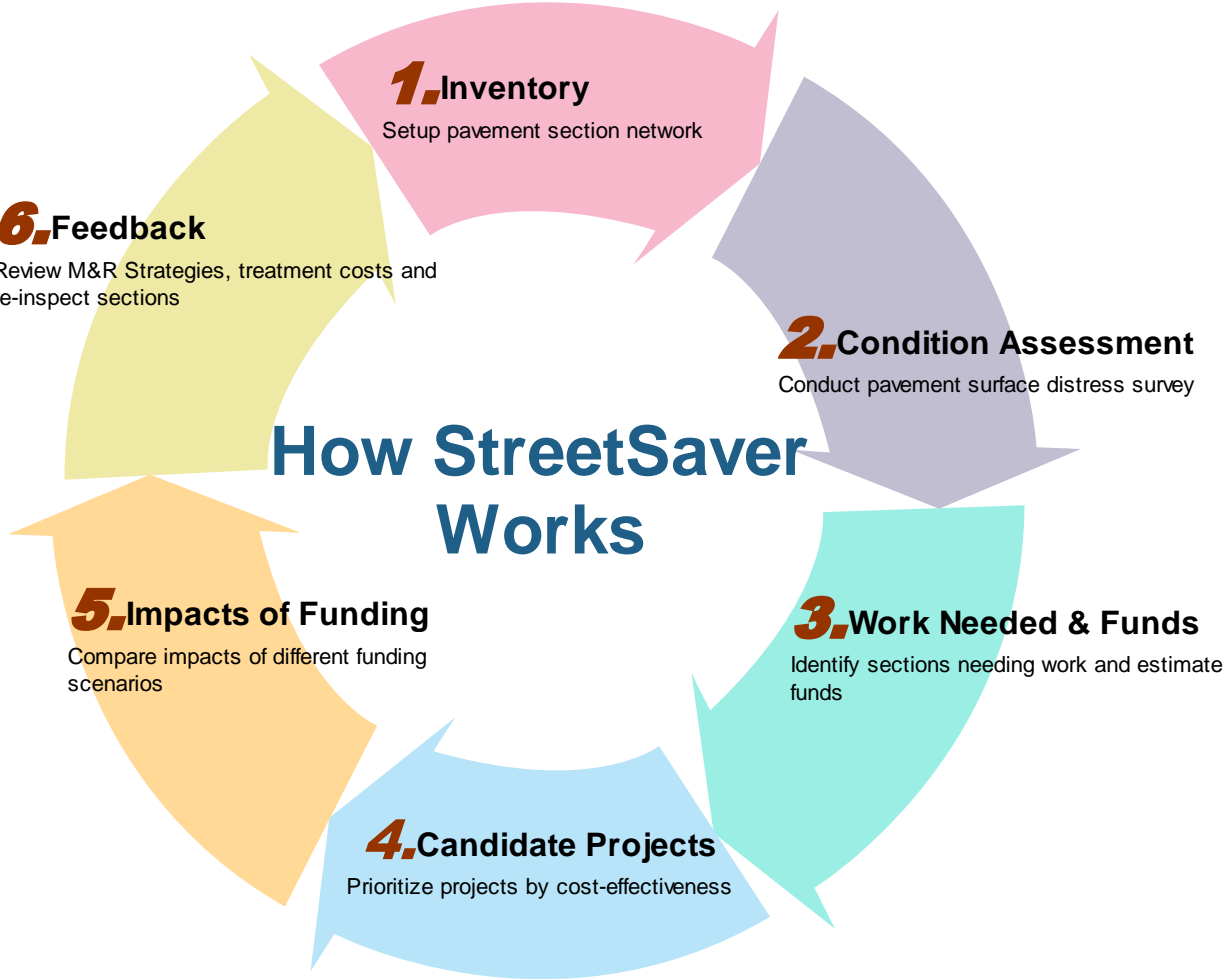 1.Inventory
Setup pavement section network
2.Condition Assessment
Conduct pavement surface distress survey
3.Work Needed & Funds
Identify sections needing work and estimate
funds
4.Candidate Projects
Prioritize projects by cost-effectiveness
5.Impacts of Funding
Compare impacts of different funding
scenarios
6.Feedback
Review M&R Strategies, treatment costs and
e-inspect sections
How StreetSaver
Works